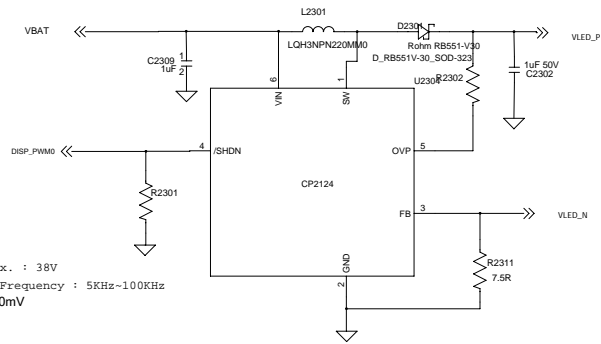 L2301
VBAT
D2301
VLED_P
LQH3NPN220MM0
Rohm RB551-V30
D_RB551V-30_SOD-323
C2309
1uF
1
2
U2304
R2302
1uF 50V
C2302
6
VIN
1
SW
DISP_PWM0
4
/SHDN
OVP
5
R2301
CP2124
FB
3
VLED_N
GND
2
R2311
7.5R
x. : 38V
Frequency : 5KHz~100KHz
0mV